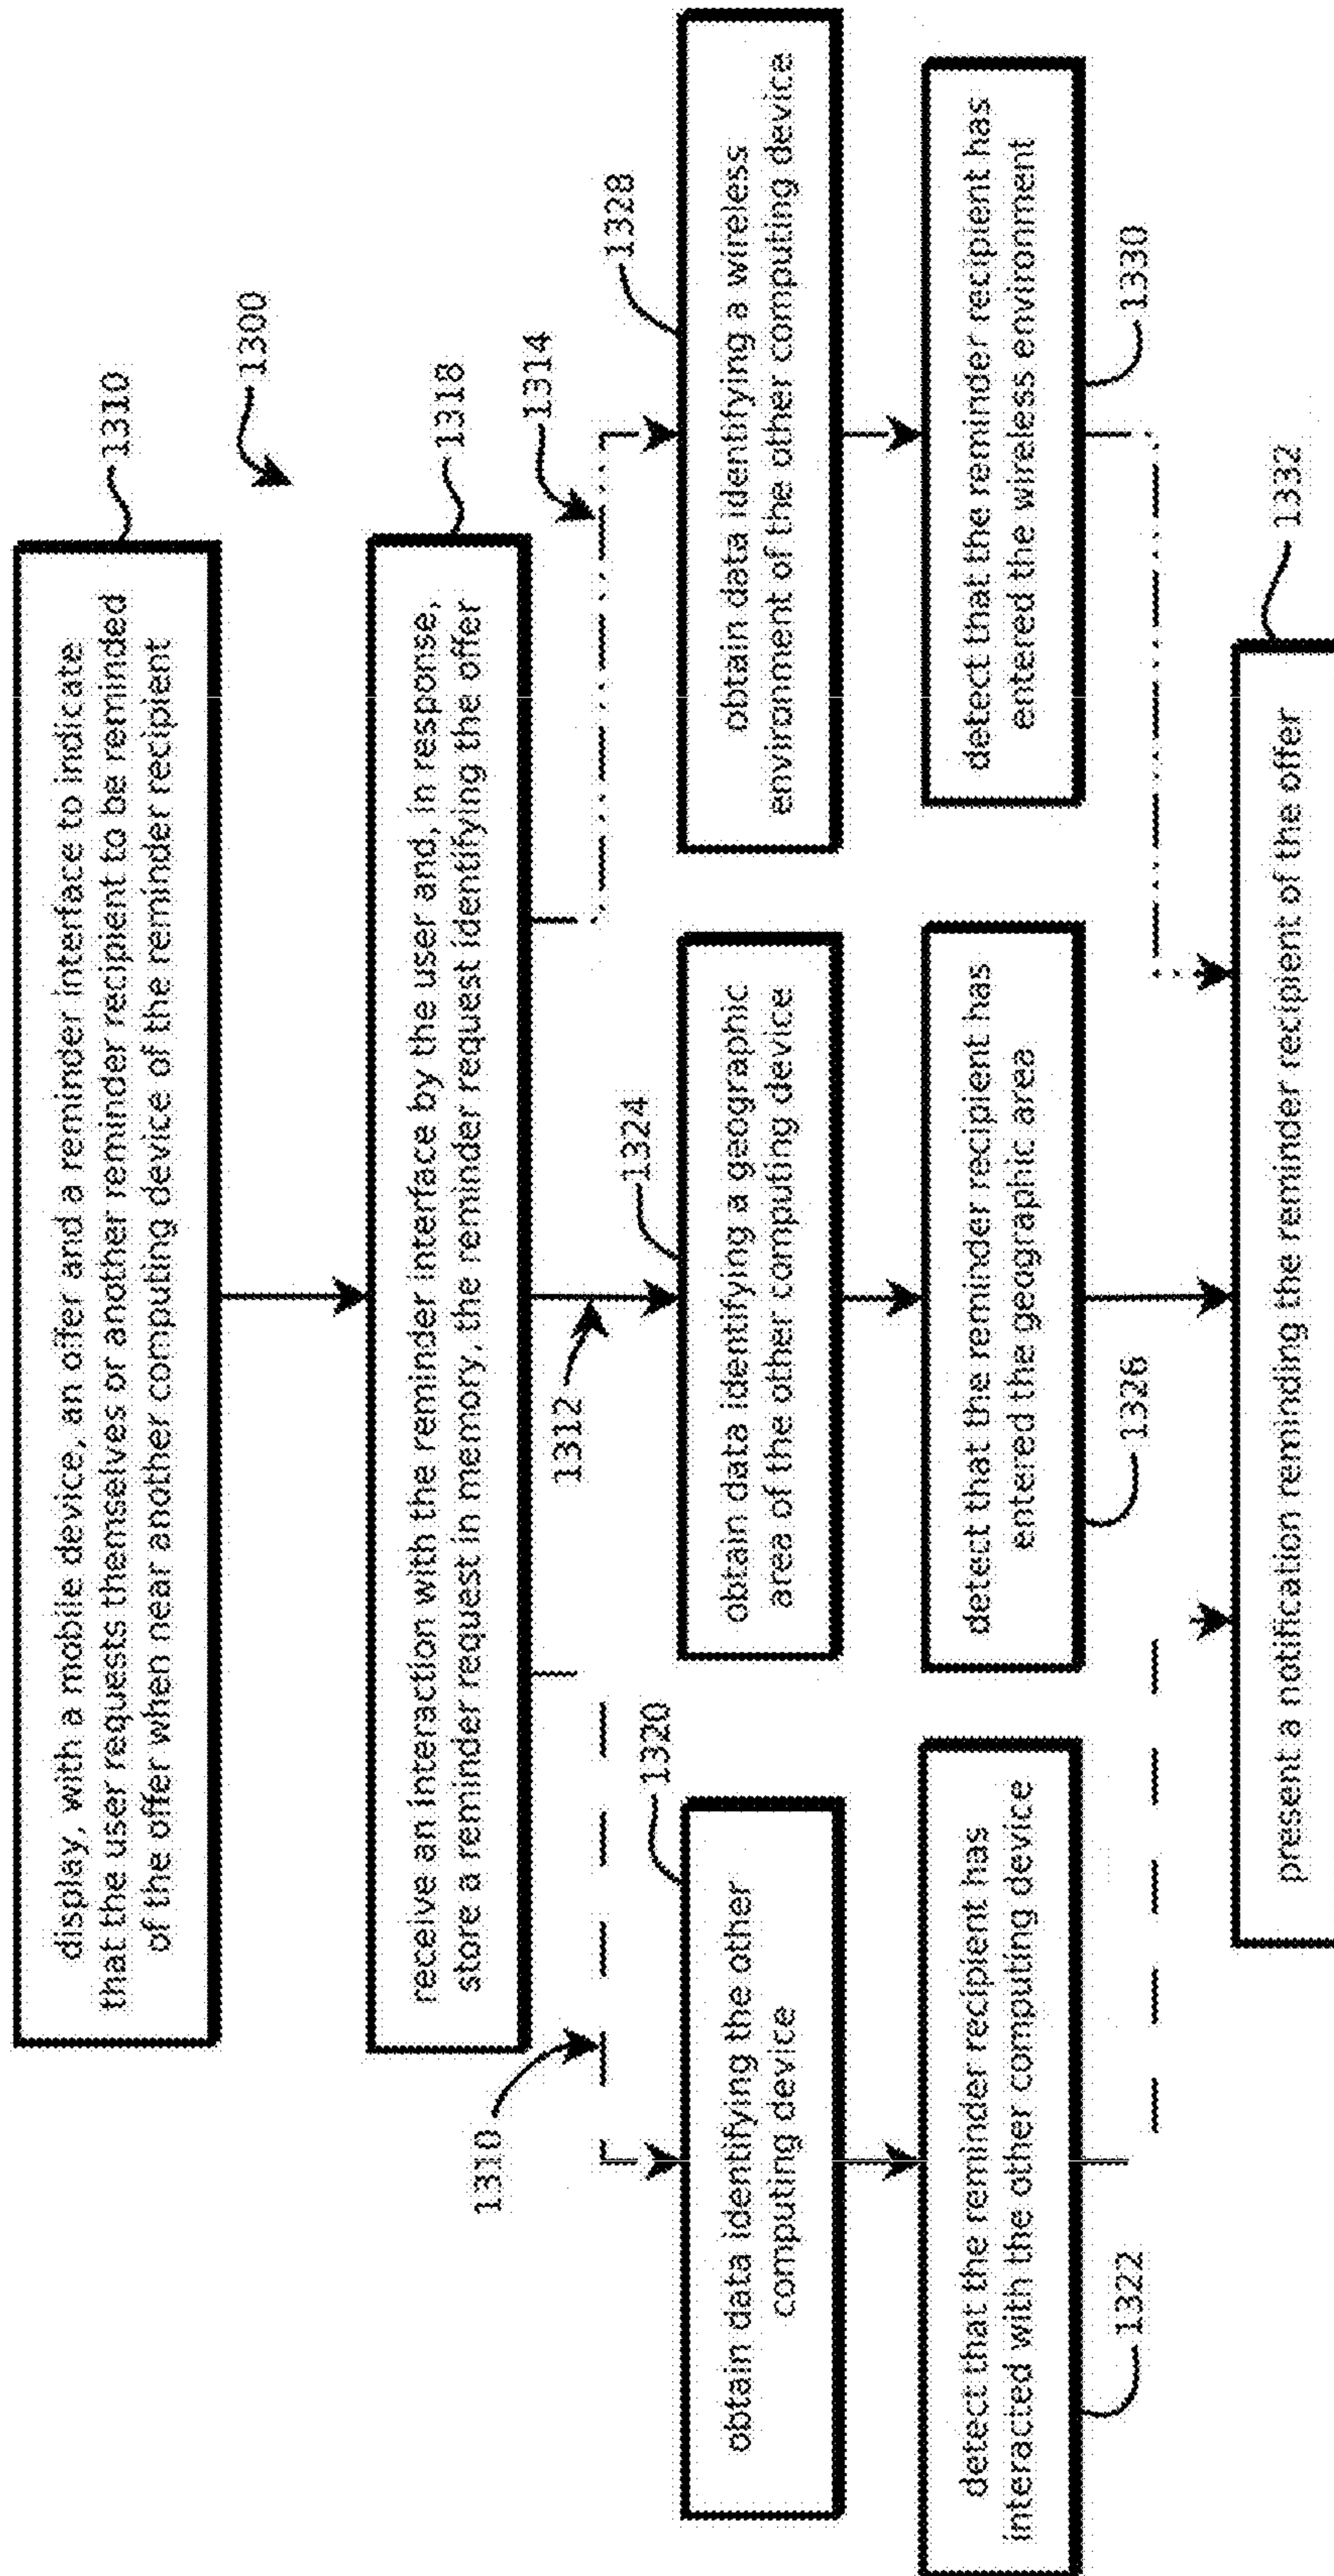 display, with a mobile device, an offer and a reminder interface to indicate
that the user requests themselves or another reminder recipient to be reminded
of the offer when near another computing device of the reminder recipient
1310
1300
receive an interaction with the reminder interface by the user and, in response,
store a reminder request in memory, the reminder request identifying the offer
1318
1310
1312
1314
1320
1324
1328
obtain data identifying the other
computing device
obtain data identifying a geographic
area of the other computing device
obtain data identifying a wireless
environment of the other computing device
detect that the reminder recipient has
interacted with the other computing device
detect that the reminder recipient has
entered the geographic area
detect that the reminder recipient has
entered the wireless environment
1322
1326
1330
present a notification reminding the reminder recipient of the offer
1332